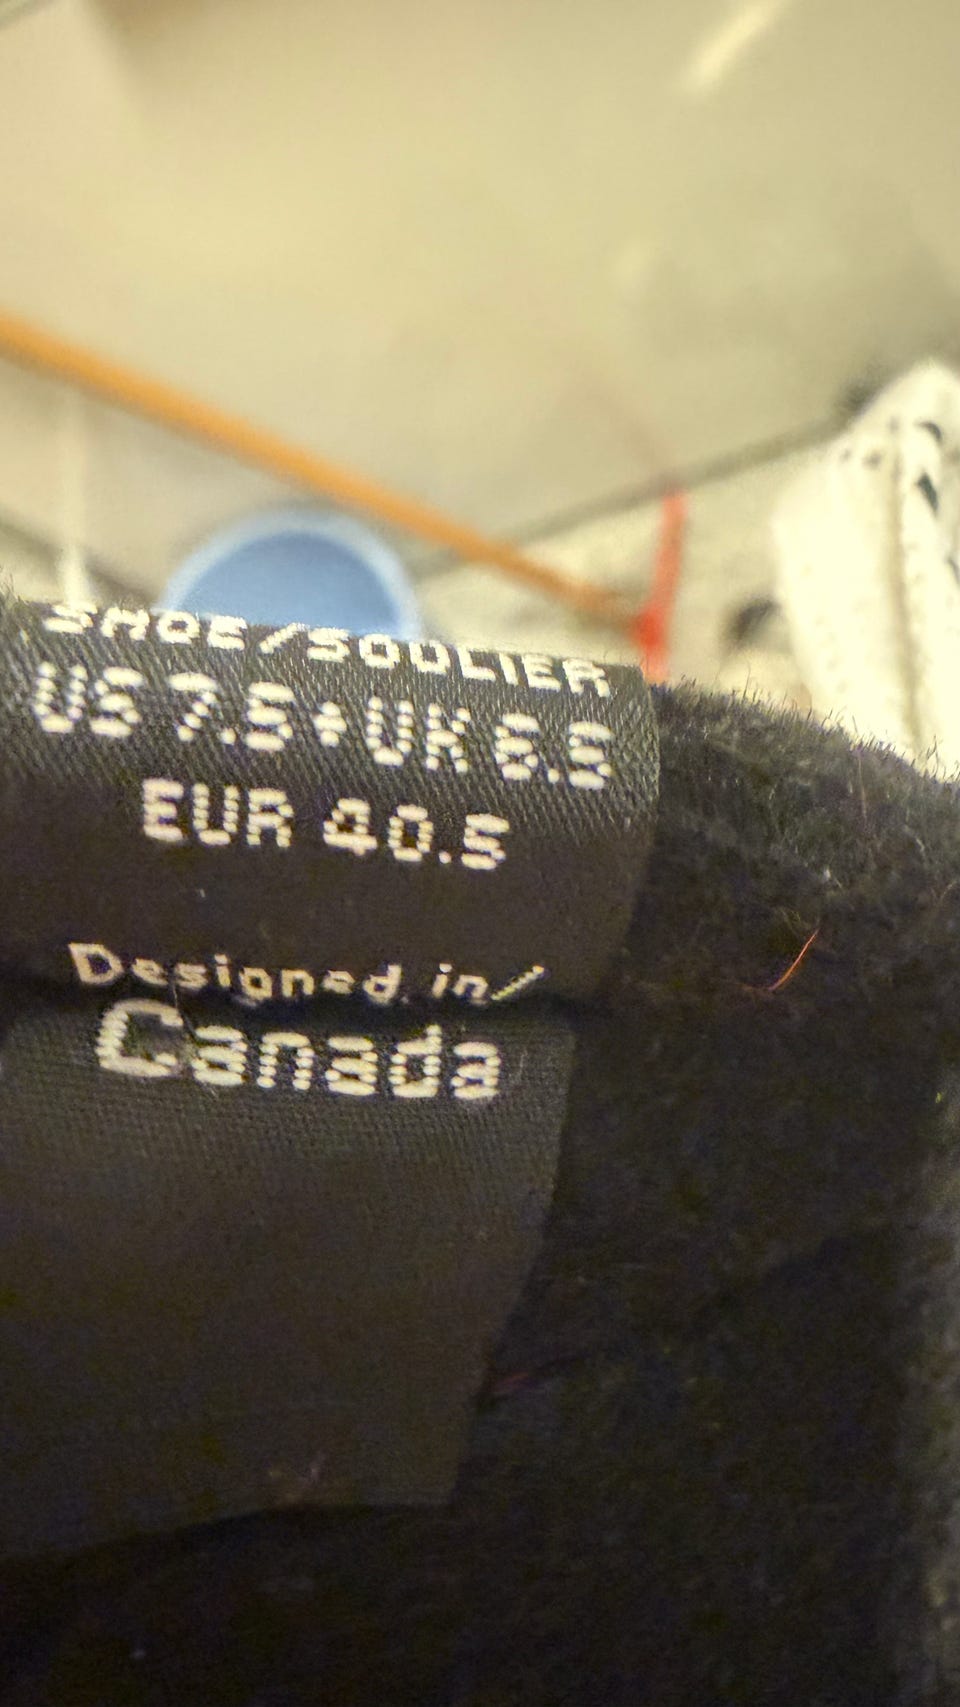 SHOE/SOULIER
US 7.5 • UK 6.5
EUR 40.5
Designed in/
Canada